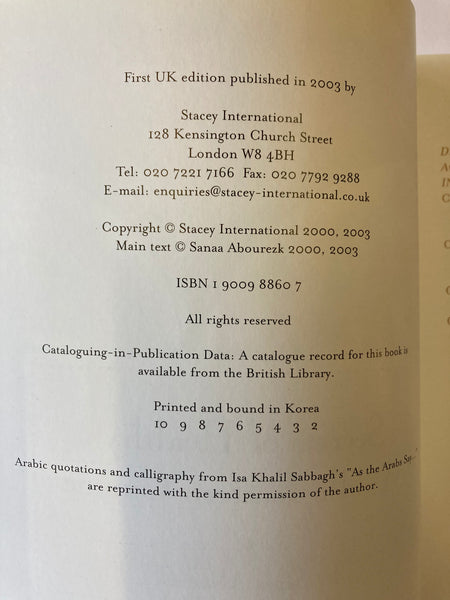 First UK edition published in 2003 by
Stacey International
128 Kensington Church Street
London W8 4BH
Tel: 020 7221 7166 Fax: 020 7792 9288
E-mail: enquiries@stacey-international.co.uk
Copyright © Stacey International 2000, 2003
Main text © Sanaa Abourezk 2000, 2003
ISBN 1 9009 8860 7
All rights reserved
Cataloguing-in-Publication Data: A catalogue record for this book is
available from the British Library.
Printed and bound in Korea
10 9 8 7 6 5 4 3 2
Arabic quotations and calligraphy from Isa Khalil Sabbagh's "As the Arabs
are reprinted with the kind permission of the author.